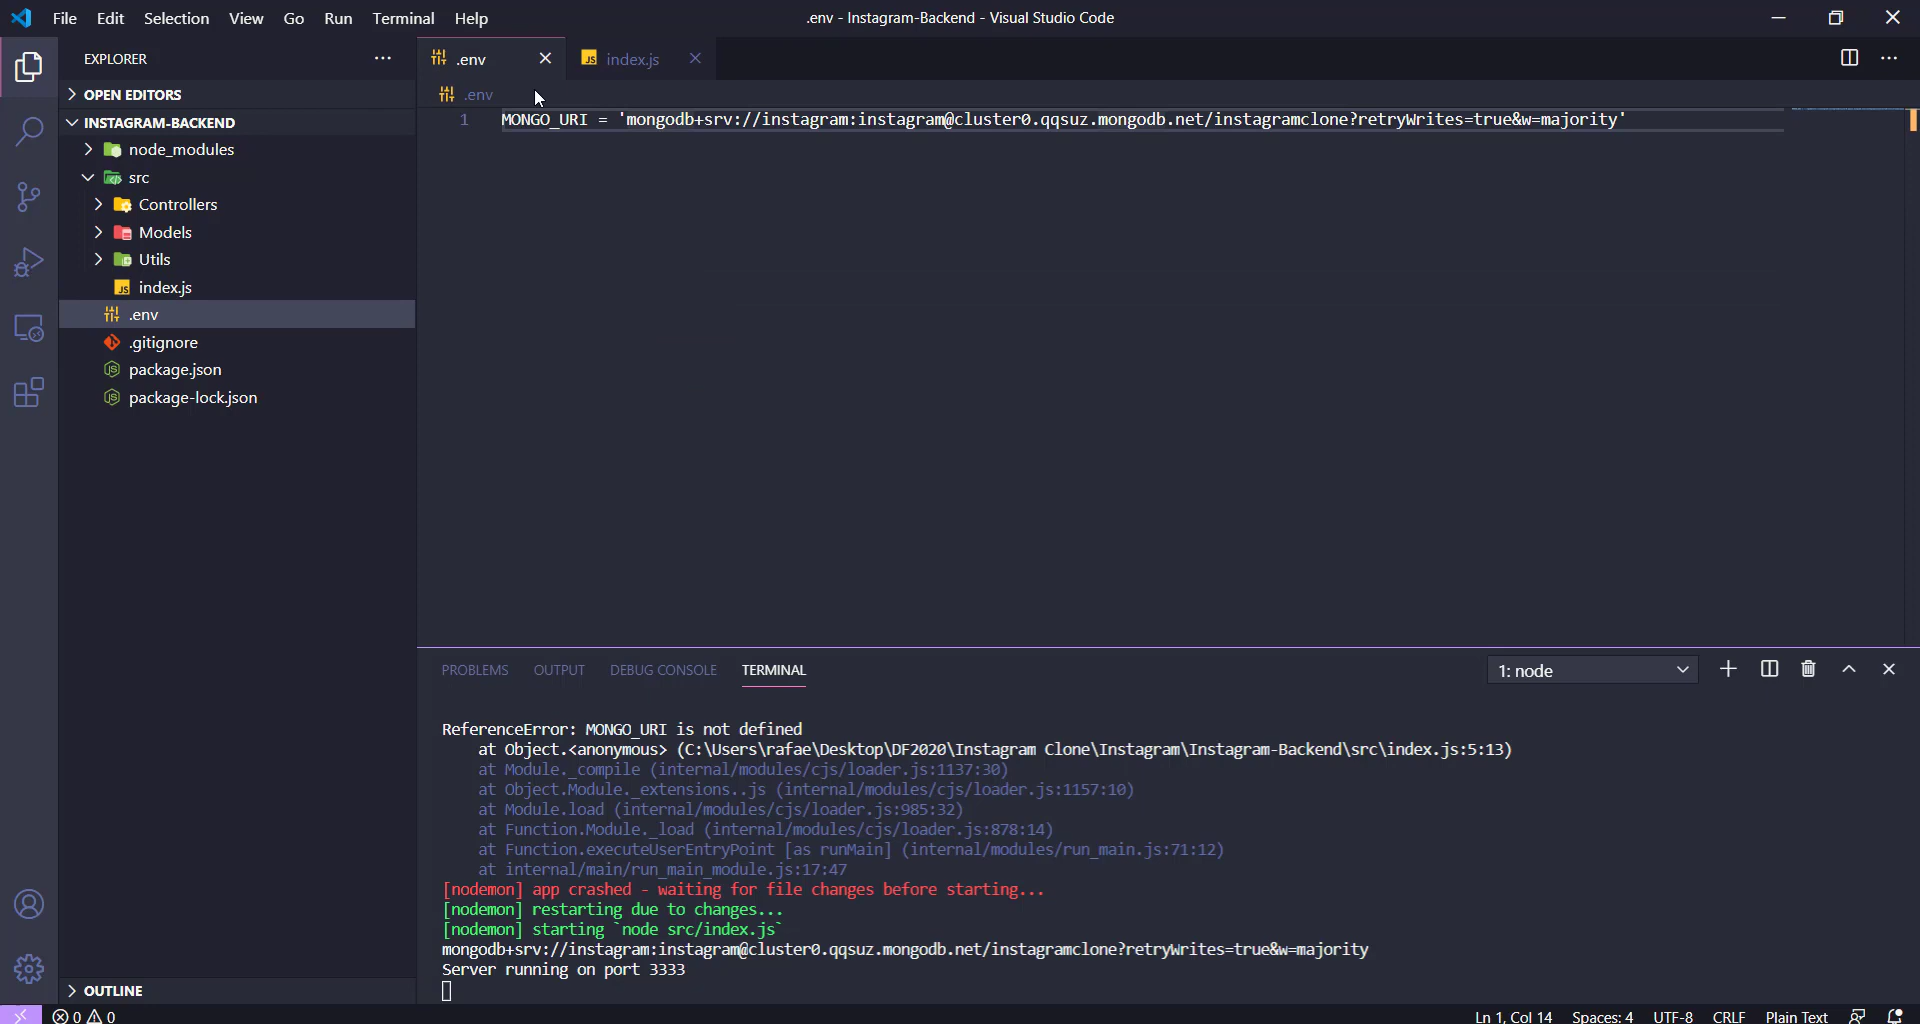 File Edit Selection View Go Run Terminal Help
.env - Instagram-Backend - Visual Studio Code
EXPLORER
OPEN EDITORS
INSTAGRAM-BACKEND
node_modules
src
Controllers
Models
Utils
JS index.js
.env
.gitignore
package.json
package-lock.json
OUTLINE
.env
JS index.js
.env
1 MONGO_URI = 'mongodb+srv://instagram:instagram@cluster0.qqsuz.mongodb.net/instagramclone?retryWrites=true&w=majority'
PROBLEMS OUTPUT DEBUG CONSOLE TERMINAL
1: node
ReferenceError: MONGO_URI is not defined
at Object.<anonymous> (C:\Users\rafae\Desktop\DF2020\Instagram Clone\Instagram\Instagram-Backend\src\index.js:5:13)
at Module._compile (internal/modules/cjs/loader.js:1137:30)
at Object.Module._extensions..js (internal/modules/cjs/loader.js:1157:10)
at Module.load (internal/modules/cjs/loader.js:985:32)
at Function.Module._load (internal/modules/cjs/loader.js:878:14)
at Function.executeUserEntryPoint [as runMain] (internal/modules/run_main.js:71:12)
at internal/main/run_main_module.js:17:47
[nodemon] app crashed - waiting for file changes before starting...
[nodemon] restarting due to changes...
[nodemon] starting `node src/index.js`
mongodb+srv://instagram:instagram@cluster0.qqsuz.mongodb.net/instagramclone?retryWrites=true&w=majority
Server running on port 3333
0 0
Ln 1, Col 14 Spaces: 4 UTF-8 CRLF Plain Text